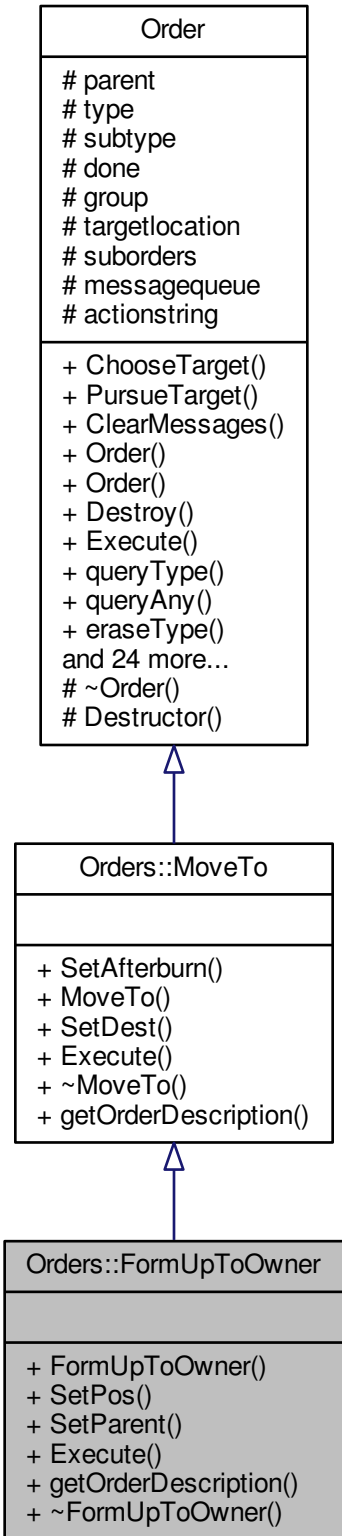 Order
# parent
# type
# subtype
# done
# group
# targetlocation
# suborders
# messagequeue
# actionstring
+ ChooseTarget()
+ PursueTarget()
+ ClearMessages()
+ Order()
+ Order()
+ Destroy()
+ Execute()
+ queryType()
+ queryAny()
+ eraseType()
and 24 more...
# ~Order()
# Destructor()
Orders::MoveTo
+ SetAfterburn()
+ MoveTo()
+ SetDest()
+ Execute()
+ ~MoveTo()
+ getOrderDescription()
Orders::FormUpToOwner
+ FormUpToOwner()
+ SetPos()
+ SetParent()
+ Execute()
+ getOrderDescription()
+ ~FormUpToOwner()